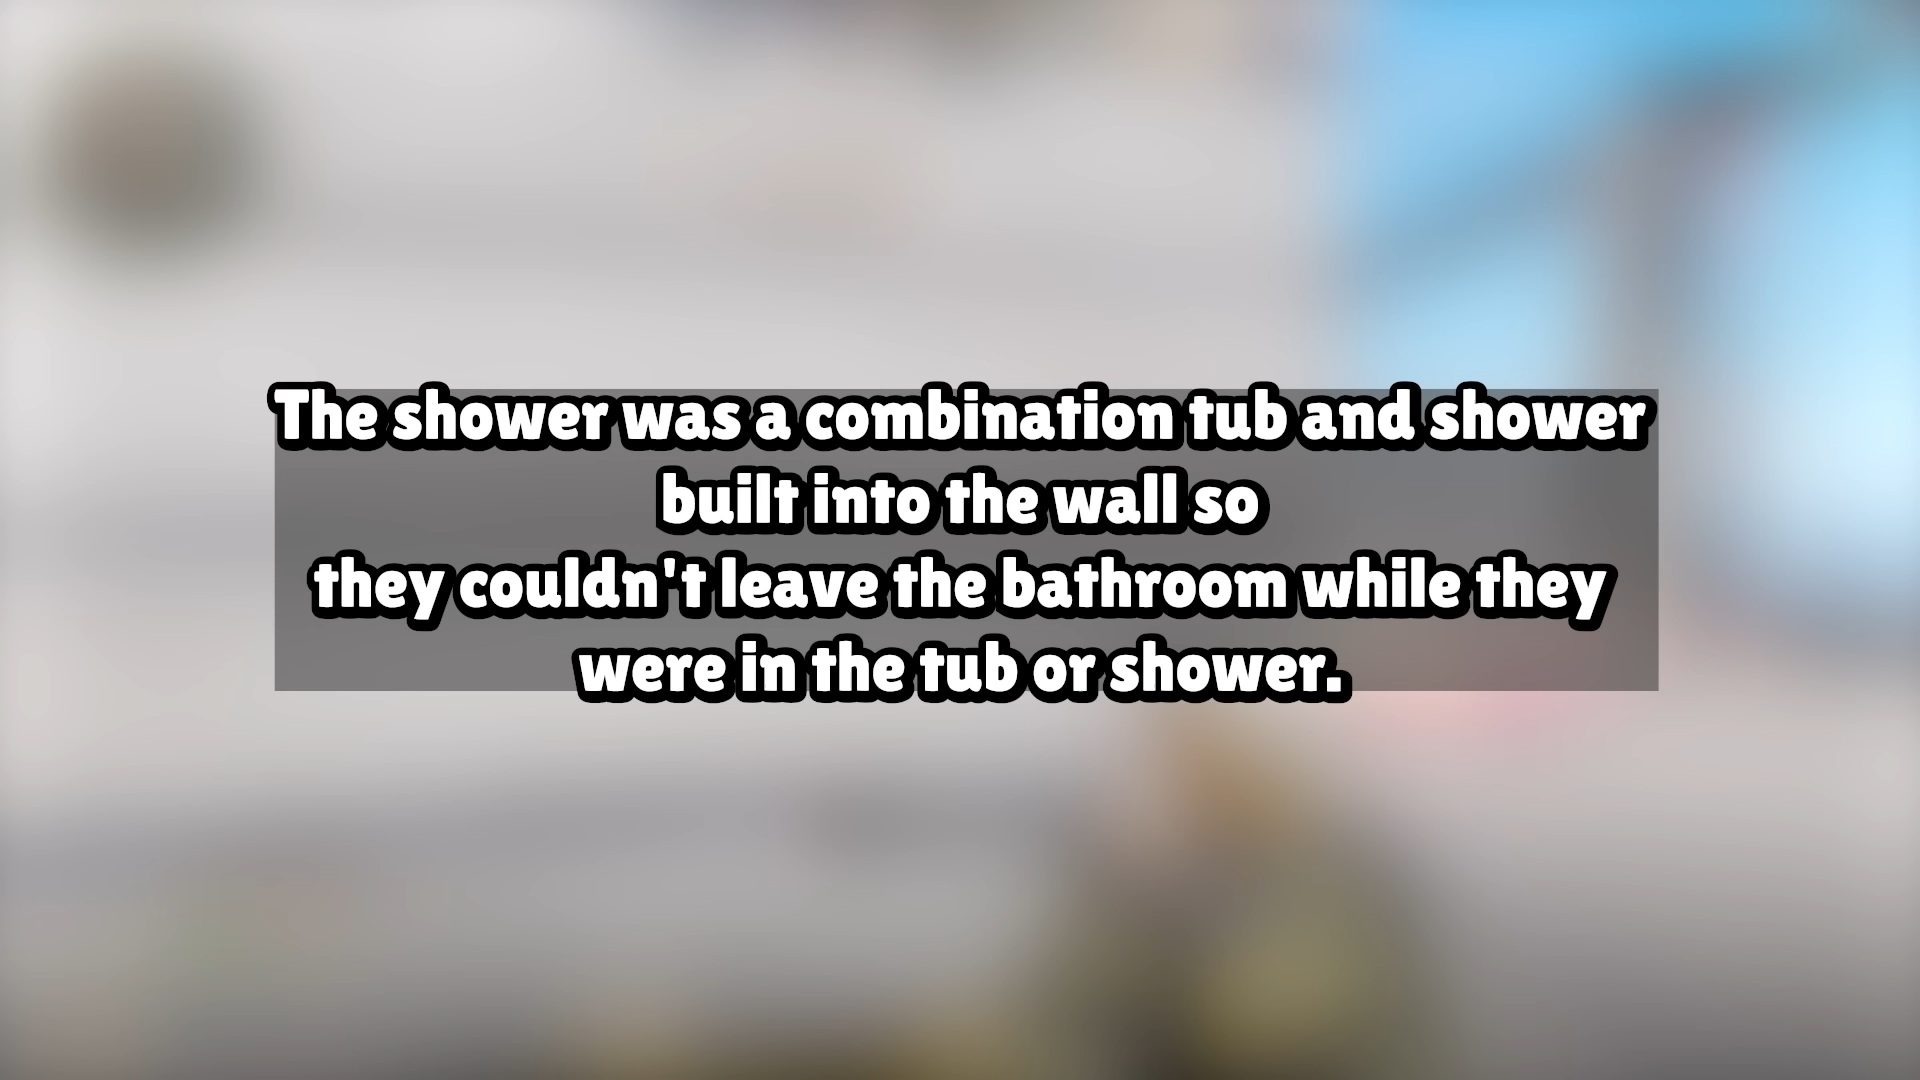 The shower was a combination tub and shower
built into the wall so
they couldn't leave the bathroom while they
were in the tub or shower.